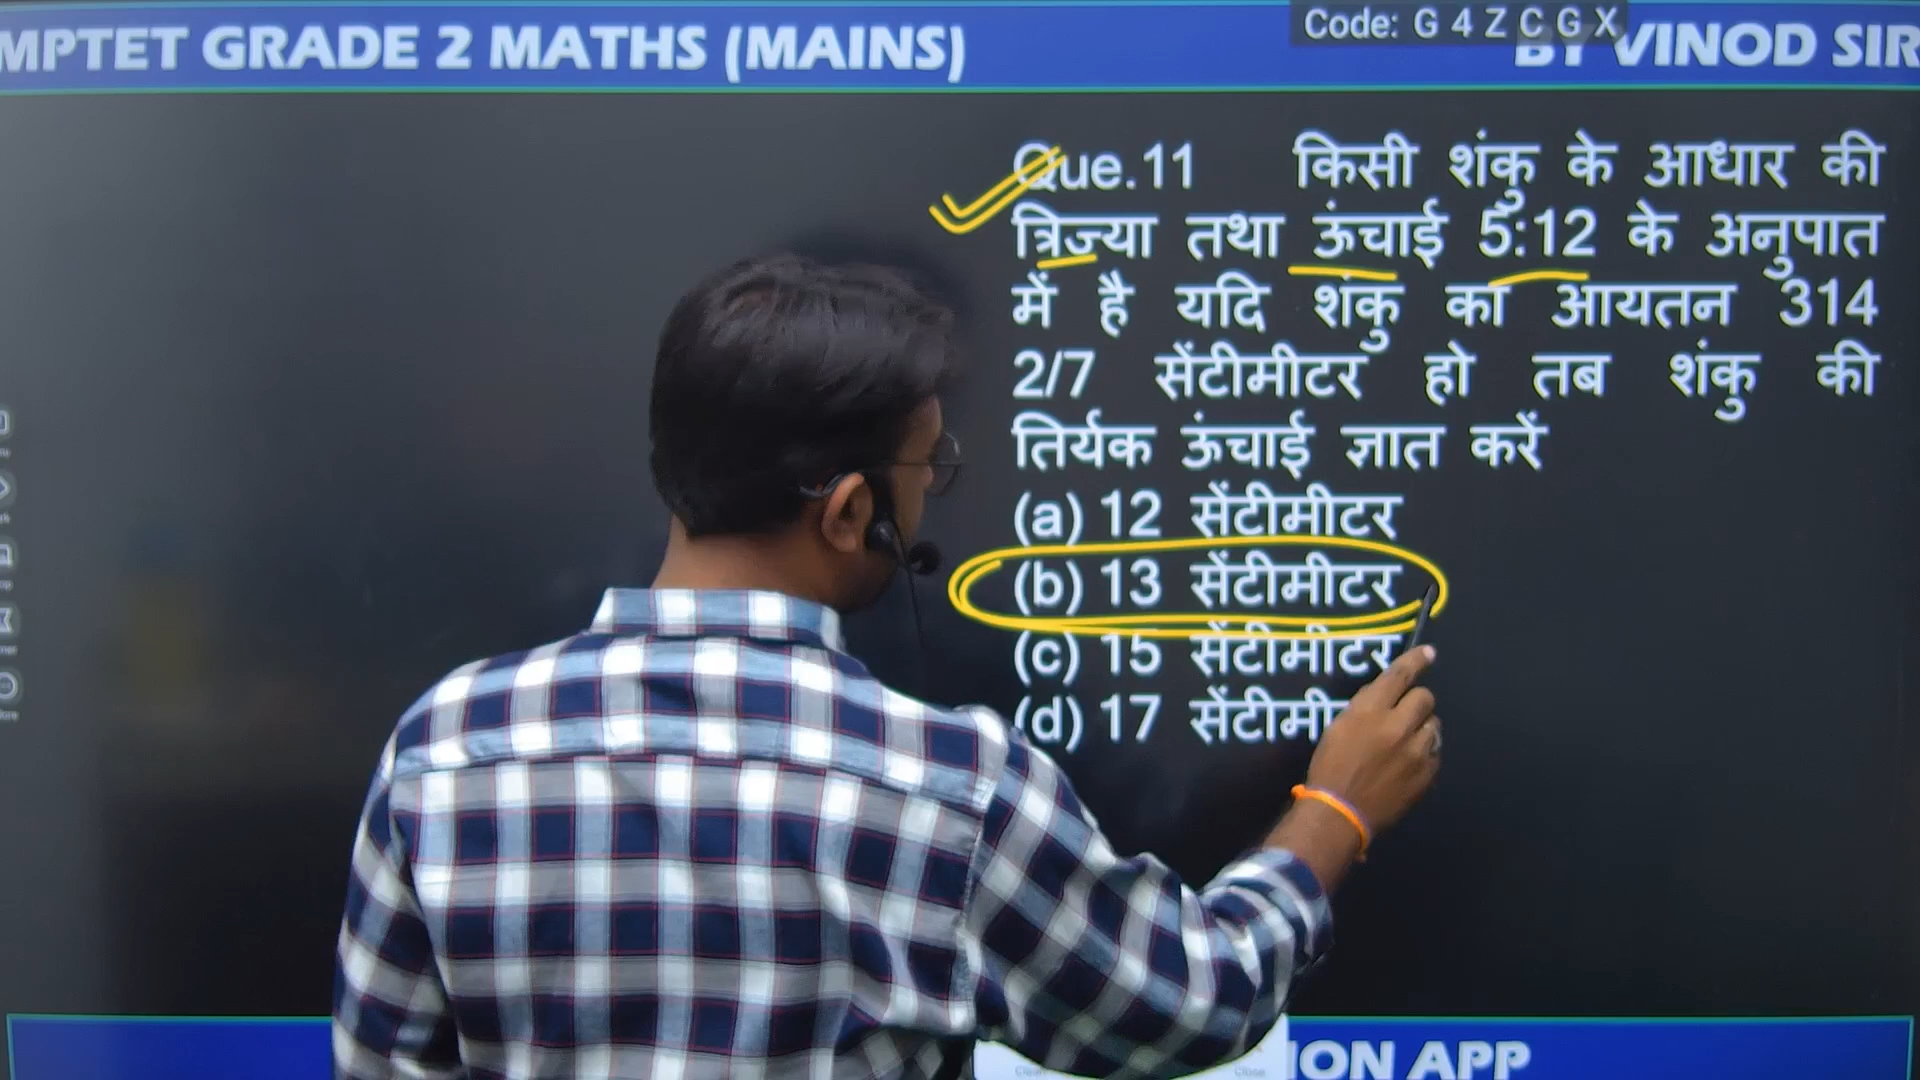 Code: G 4 Z C G X
MPTET GRADE 2 MATHS (MAINS)
BY VINOD SIR
Que.11 किसी शंकु के आधार की
त्रिज्या तथा ऊंचाई 5:12 के अनुपात
में है यदि शंकु का आयतन 314
2/7 सेंटीमीटर हो तब शंकु की
तिर्यक ऊंचाई ज्ञात करें
(a) 12 सेंटीमीटर
(b) 13 सेंटीमीटर
(c) 15 सेंटीमीटर
(d) 17 सेंटीमी
ION APP
Close